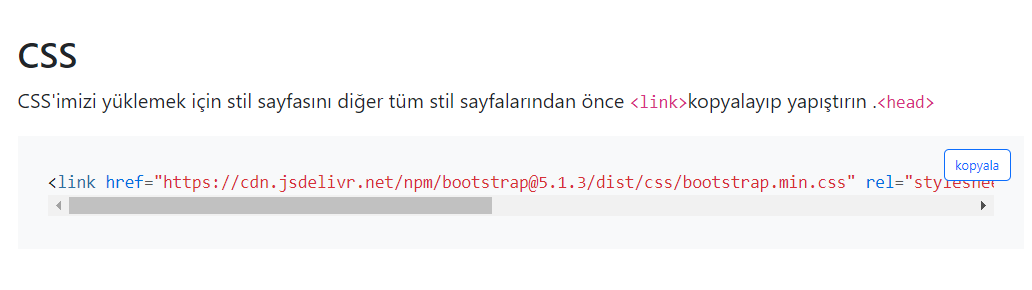 CSS
CSS'imizi yüklemek için stil sayfasını diğer tüm stil sayfalarından önce <link>kopyalayıp yapıştırın .<head>
kopyala
<link href="https://cdn.jsdelivr.net/npm/bootstrap@5.1.3/dist/css/bootstrap.min.css" rel="styleshe